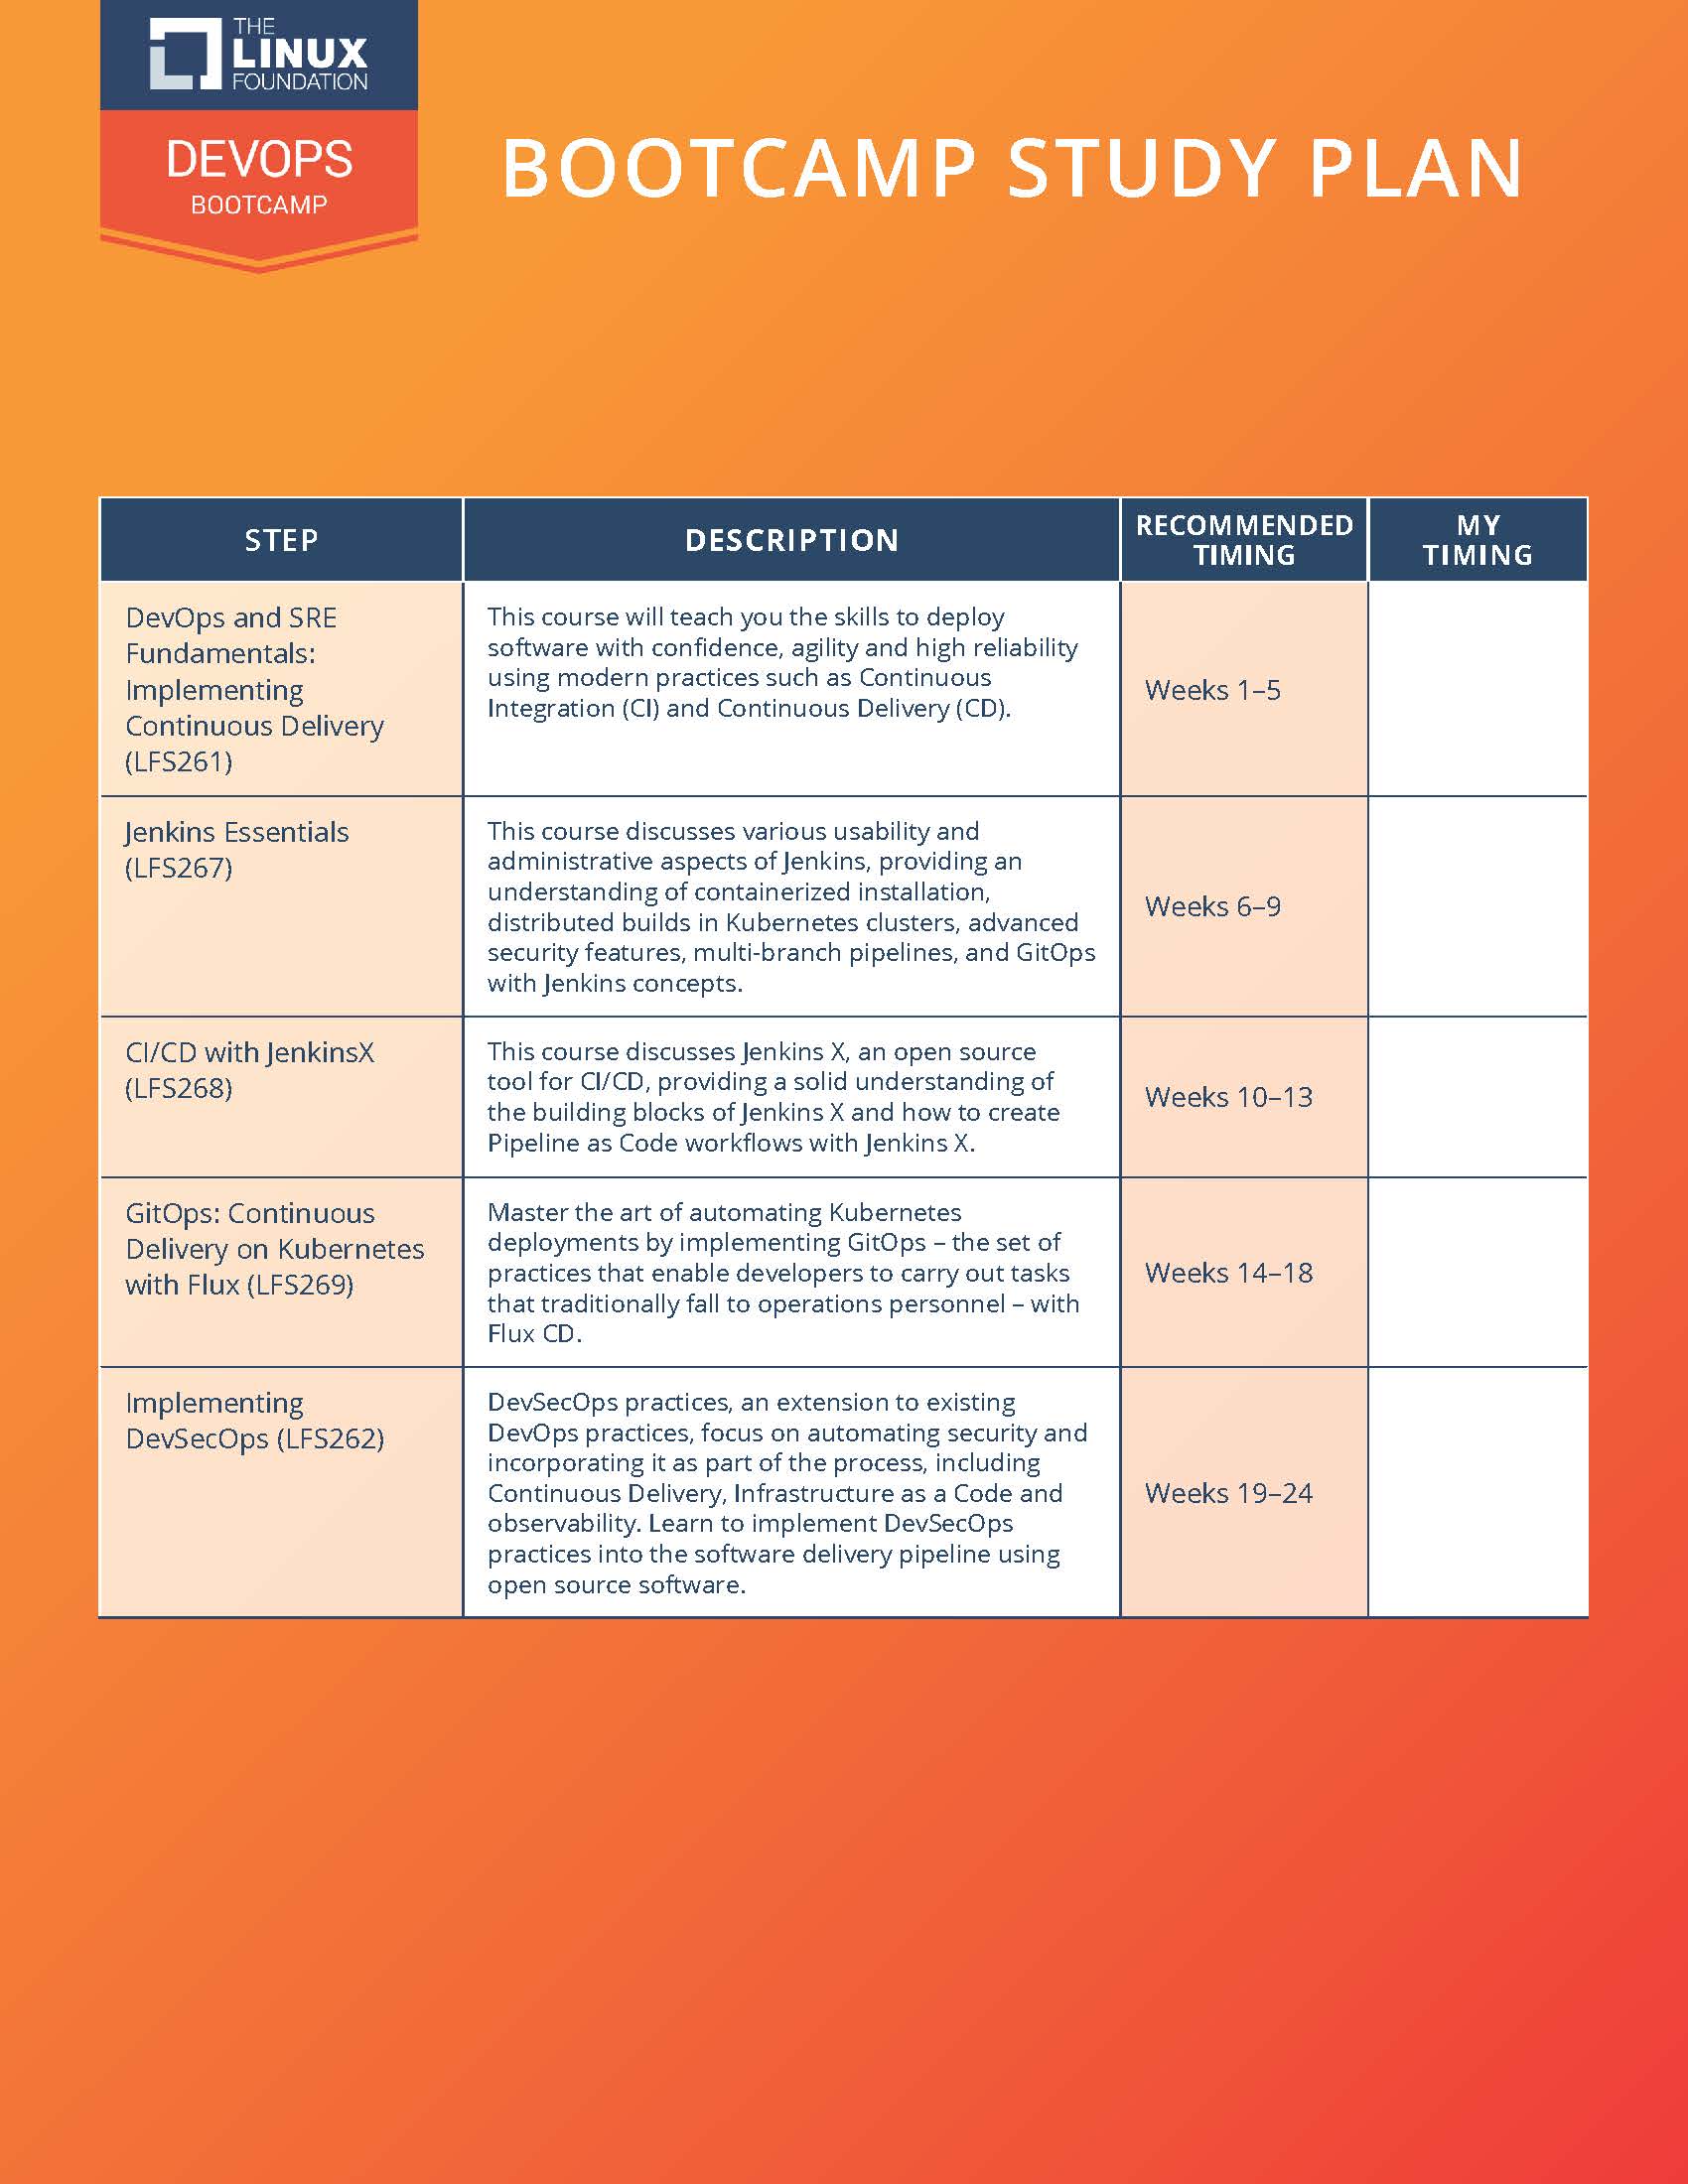 THE
LINUX
FOUNDATION
DEVOPS
BOOTCAMP
BOOTCAMP STUDY PLAN
STEP
DESCRIPTION
RECOMMENDED
TIMING
MY
TIMING
DevOps and SRE
Fundamentals:
Implementing
Continuous Delivery
(LFS261)
This course will teach you the skills to deploy
software with confidence, agility and high reliability
using modern practices such as Continuous
Integration (CI) and Continuous Delivery (CD).
Weeks 1–5
Jenkins Essentials
(LFS267)
This course discusses various usability and
administrative aspects of Jenkins, providing an
understanding of containerized installation,
distributed builds in Kubernetes clusters, advanced
security features, multi-branch pipelines, and GitOps
with Jenkins concepts.
Weeks 6–9
CI/CD with JenkinsX
(LFS268)
This course discusses Jenkins X, an open source
tool for CI/CD, providing a solid understanding of
the building blocks of Jenkins X and how to create
Pipeline as Code workflows with Jenkins X.
Weeks 10–13
GitOps: Continuous
Delivery on Kubernetes
with Flux (LFS269)
Master the art of automating Kubernetes
deployments by implementing GitOps – the set of
practices that enable developers to carry out tasks
that traditionally fall to operations personnel – with
Flux CD.
Weeks 14–18
Implementing
DevSecOps (LFS262)
DevSecOps practices, an extension to existing
DevOps practices, focus on automating security and
incorporating it as part of the process, including
Continuous Delivery, Infrastructure as a Code and
observability. Learn to implement DevSecOps
practices into the software delivery pipeline using
open source software.
Weeks 19–24